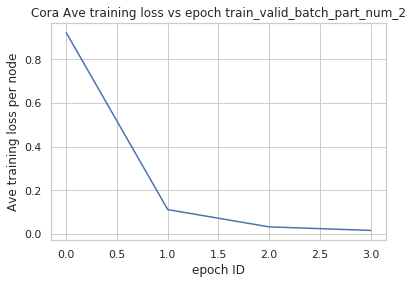 Cora Ave training loss vs epoch train_valid_batch_part_num_2
Ave training loss per node
0.8
0.6
0.4
0.2
0.0
0.0 0.5 1.0 1.5 2.0 2.5 3.0
epoch ID